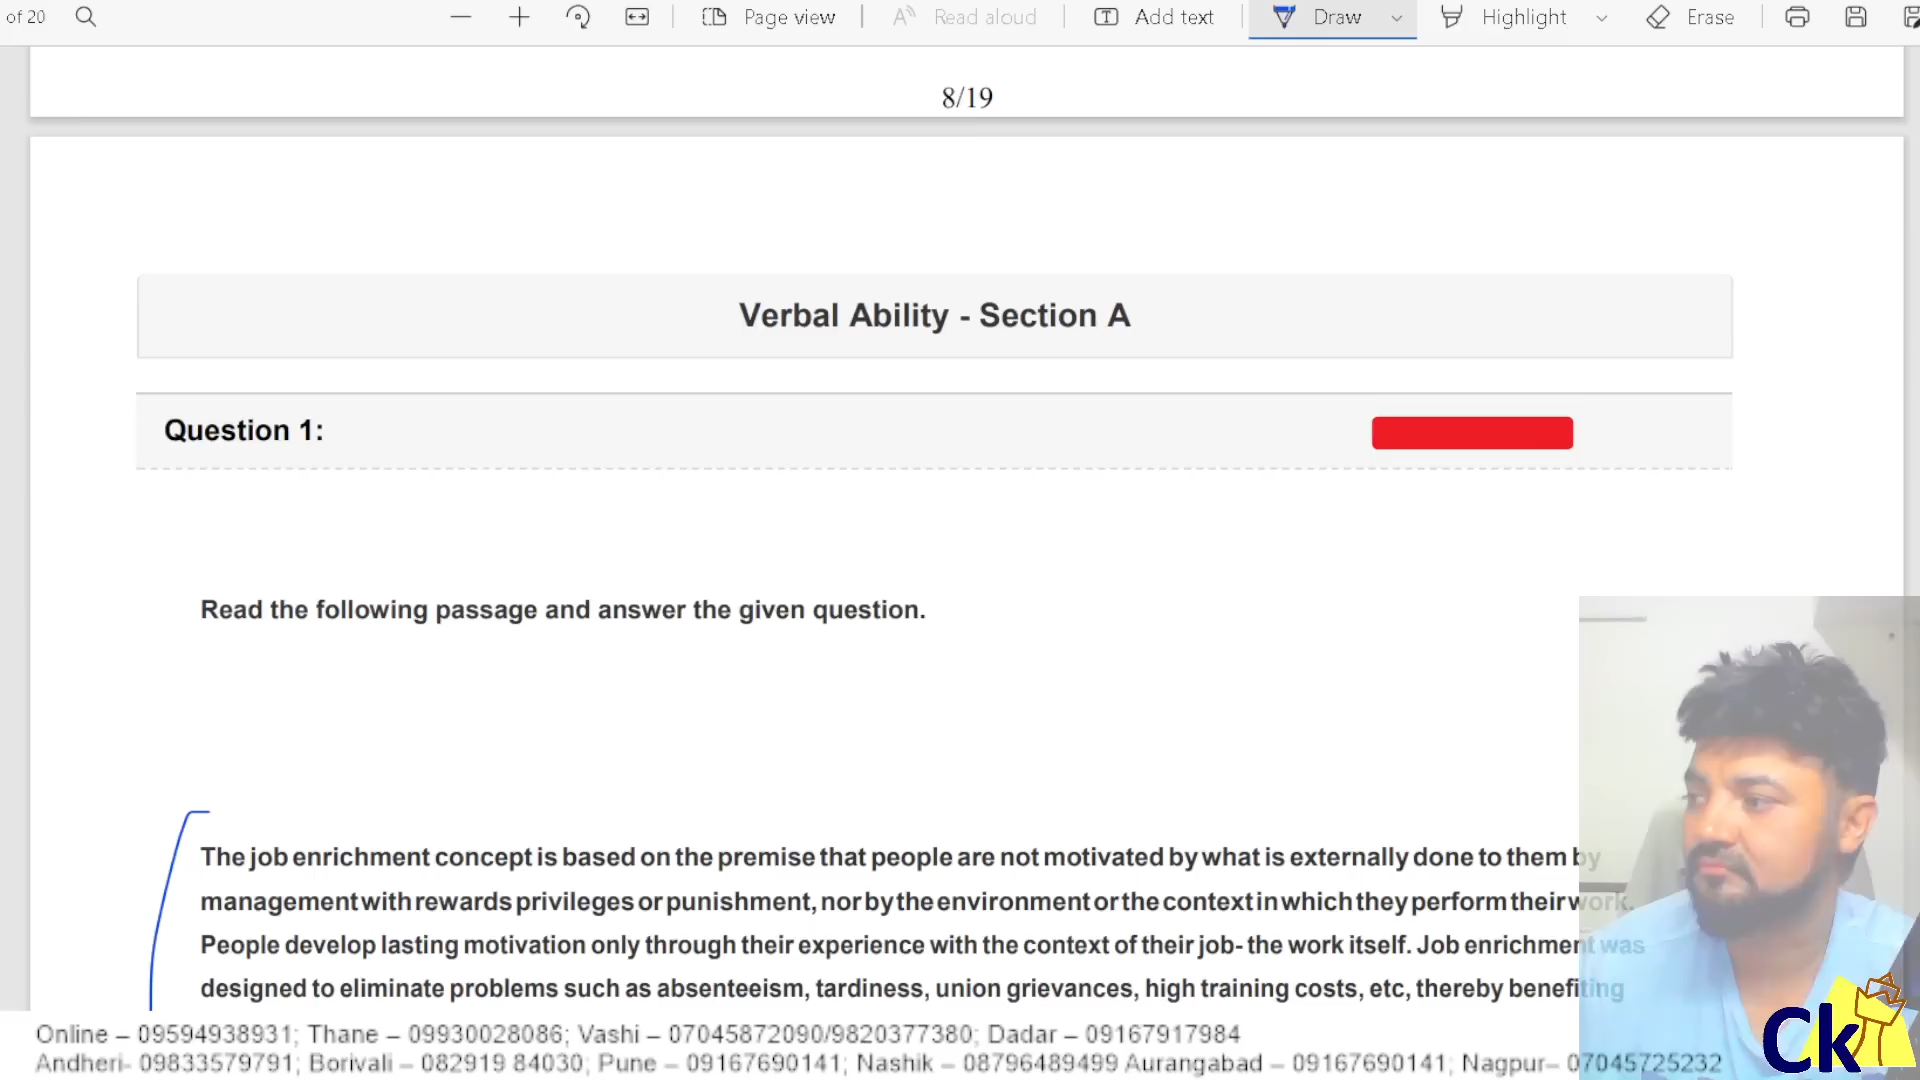 of 20
Page view
Read aloud
Add text
Draw
Highlight
Erase
8/19
Verbal Ability - Section A
Question 1:
Read the following passage and answer the given question.
The job enrichment concept is based on the premise that people are not motivated by what is externally done to them by
management with rewards privileges or punishment, nor by the environment or the context in which they perform their work.
People develop lasting motivation only through their experience with the context of their job- the work itself. Job enrichment was
designed to eliminate problems such as absenteeism, tardiness, union grievances, high training costs, etc, thereby benefiting
Online – 09594938931; Thane – 09930028086; Vashi – 07045872090/9820377380; Dadar – 09167917984
Andheri- 09833579791; Borivali – 082919 84030; Pune – 09167690141; Nashik – 08796489499 Aurangabad – 09167690141; Nagpur– 07045725232
Ck